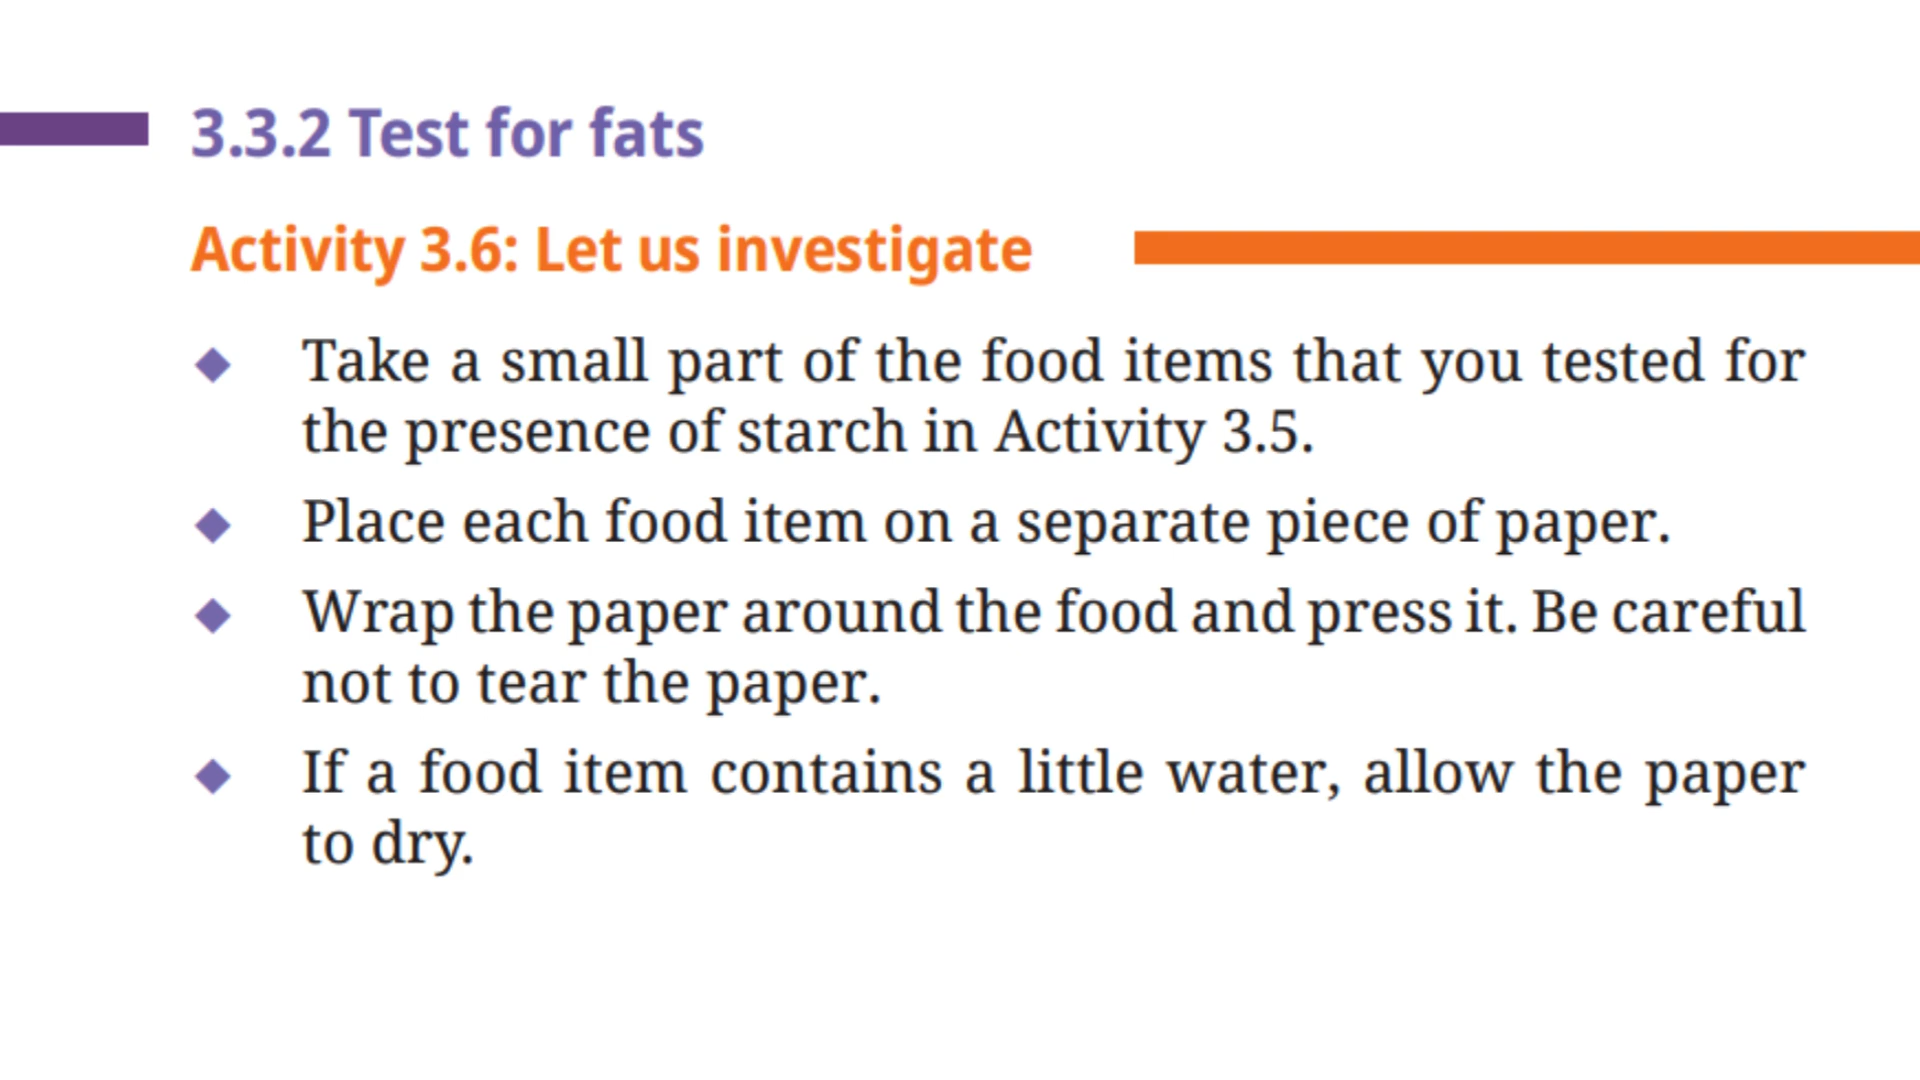 3.3.2 Test for fats
Activity 3.6: Let us investigate
◆ Take a small part of the food items that you tested for
the presence of starch in Activity 3.5.
◆ Place each food item on a separate piece of paper.
◆ Wrap the paper around the food and press it. Be careful
not to tear the paper.
◆ If a food item contains a little water, allow the paper
to dry.